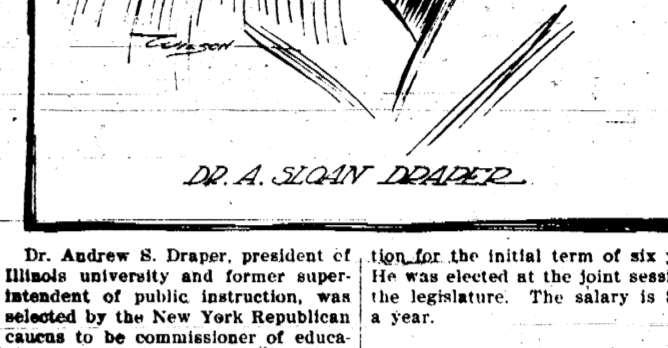 Wilson
DR. A. SLOAN DRAPER
Dr. Andrew S. Draper, president of
Illinois university and former super-
intendent of public instruction, was
selected by the New York Republican
caucus to be commissioner of educa-
tion for the initial term of six
He was elected at the joint sess
the legislature. The salary is
a year.